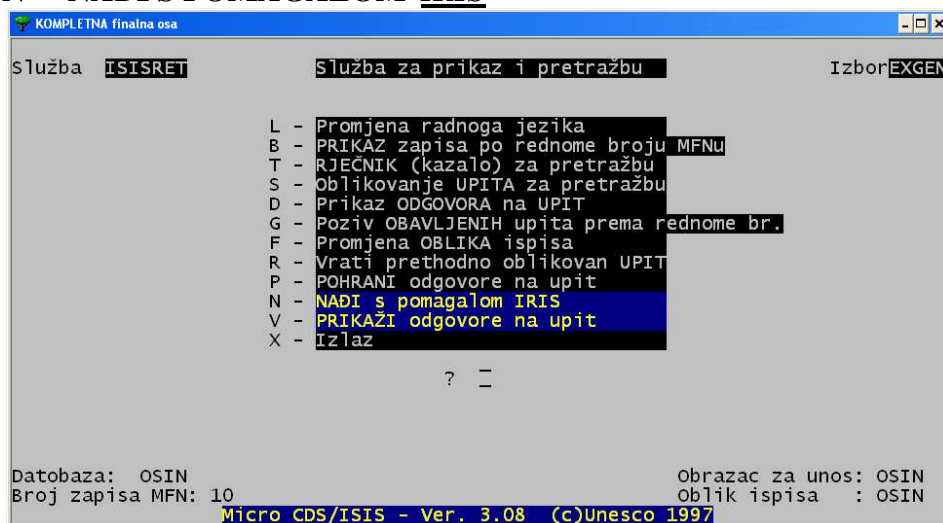 N – NAĐI S POMAGALOM IRIS
KOMPLETNA finalna osa
Služba ISISRET Služba za prikaz i pretražbu Izbor EXGEN
L – Promjena radnoga jezika
B – PRIKAZ zapisa po rednome broju MFNu
T – RJEČNIK (kazalo) za pretražbu
S – Oblikovanje UPITA za pretražbu
D – Prikaz ODGOVORA na UPIT
G – Poziv OBAVLJENIH upita prema rednome br.
F – Promjena OBLIKA ispisa
R – Vrati prethodno oblikovan UPIT
P – POHRANI odgovore na upit
N – NAĐI s pomagalom IRIS
V – PRIKAŽI odgovore na upit
X – Izlaz
?
Datobaza: OSIN Obrazac za unos: OSIN
Broj zapisa MFN: 10 Oblik ispisa : OSIN
Micro CDS/ISIS – Ver. 3.08 (c)Unesco 1997